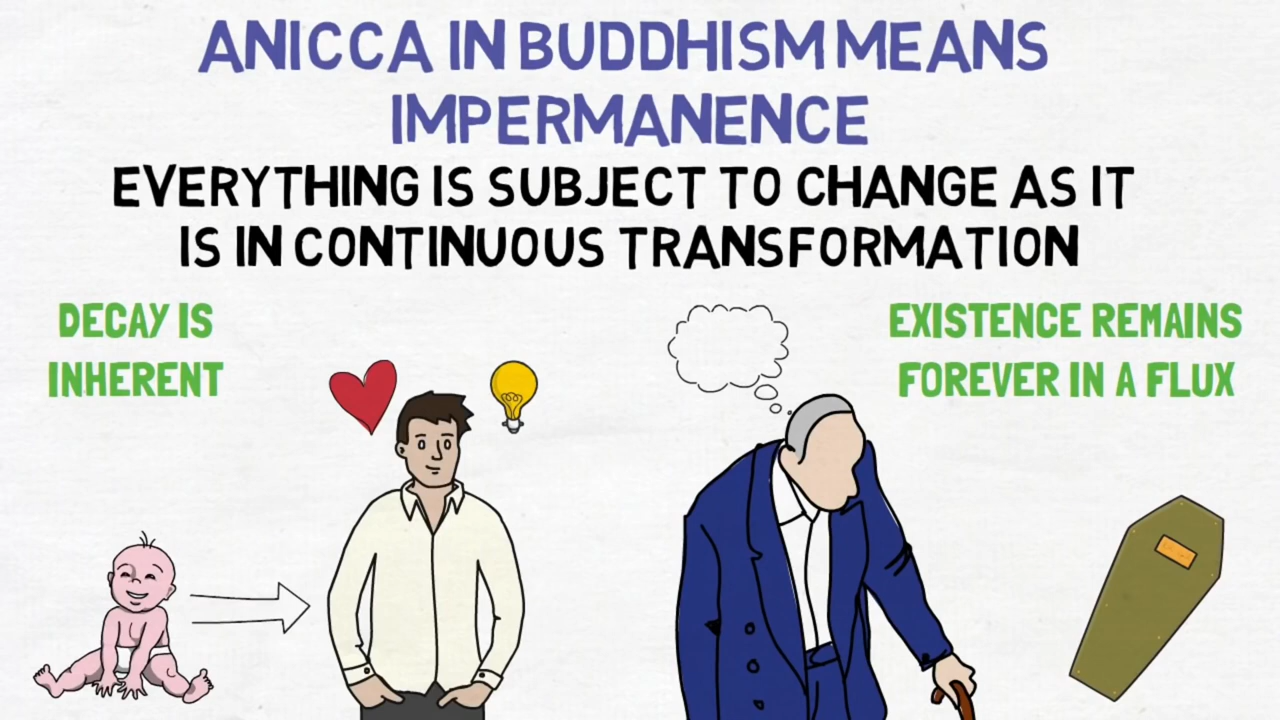 ANICCA IN BUDDHISM MEANS
IMPERMANENCE
EVERYTHING IS SUBJECT TO CHANGE AS IT
IS IN CONTINUOUS TRANSFORMATION
DECAY IS
INHERENT
EXISTENCE REMAINS
FOREVER IN A FLUX